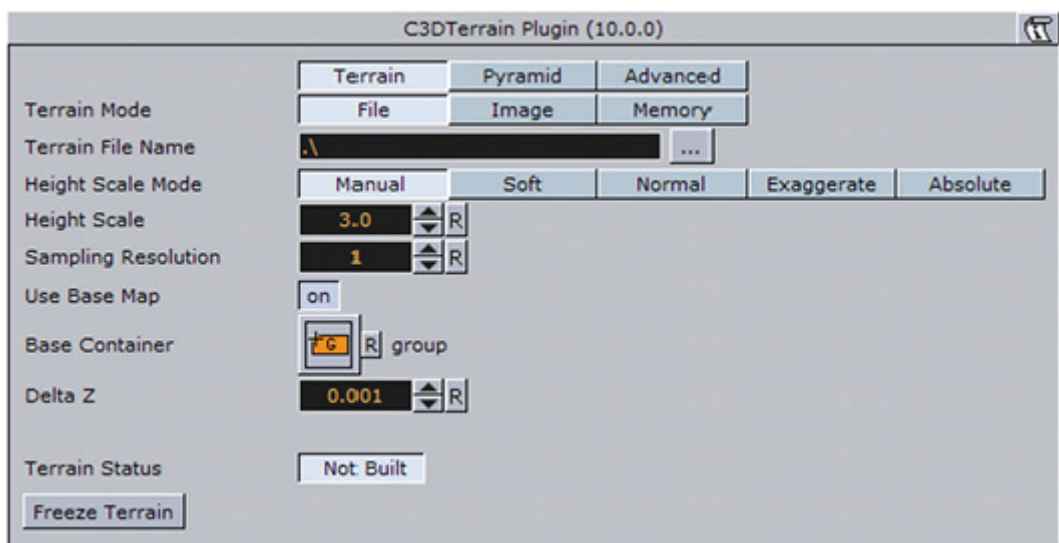 C3DTerrain Plugin (10.0.0)
Terrain Pyramid Advanced
Terrain Mode File Image Memory
Terrain File Name .\ ...
Height Scale Mode Manual Soft Normal Exaggerate Absolute
Height Scale 3.0 R
Sampling Resolution 1 R
Use Base Map on
Base Container G R group
Delta Z 0.001 R
Terrain Status Not Built
Freeze Terrain